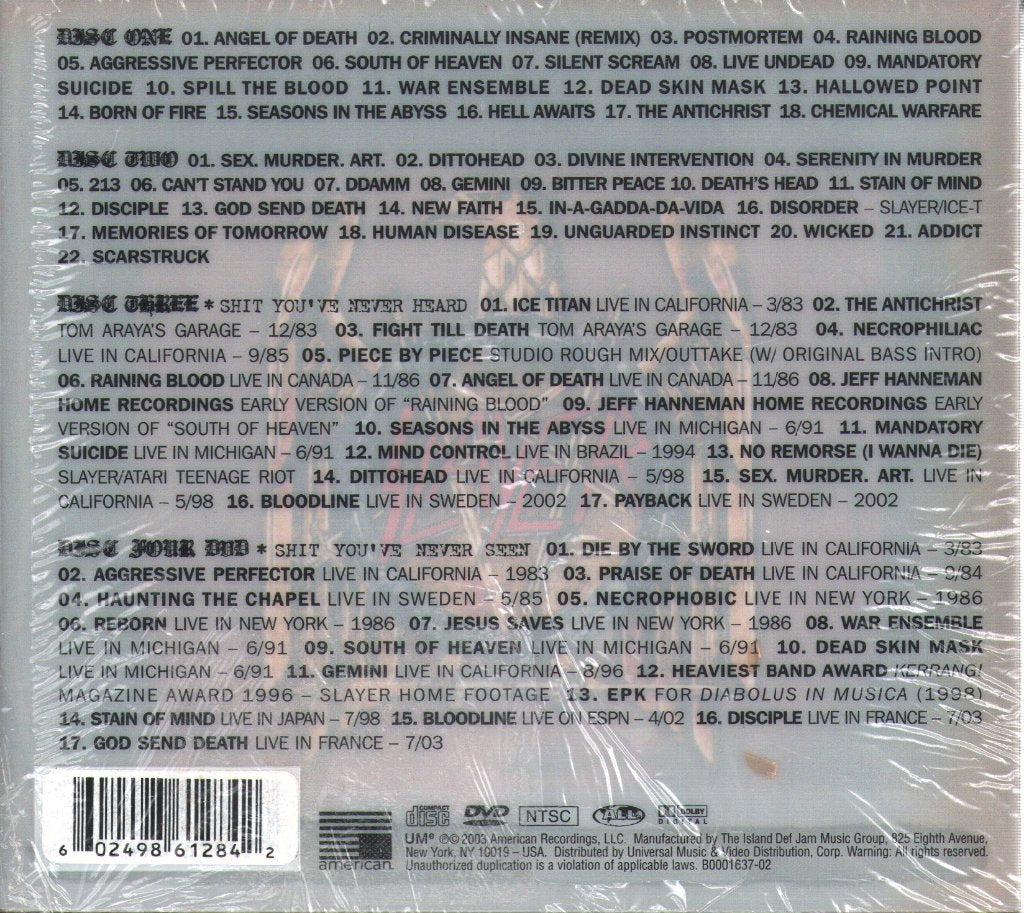 DISC ONE 01. ANGEL OF DEATH 02. CRIMINALLY INSANE (REMIX) 03. POSTMORTEM 04. RAINING BLOOD
05. AGGRESSIVE PERFECTOR 06. SOUTH OF HEAVEN 07. SILENT SCREAM 08. LIVE UNDEAD 09. MANDATORY
SUICIDE 10. SPILL THE BLOOD 11. WAR ENSEMBLE 12. DEAD SKIN MASK 13. HALLOWED POINT
14. BORN OF FIRE 15. SEASONS IN THE ABYSS 16. HELL AWAITS 17. THE ANTICHRIST 18. CHEMICAL WARFARE
DISC TWO 01. SEX. MURDER. ART. 02. DITTOHEAD 03. DIVINE INTERVENTION 04. SERENITY IN MURDER
05. 213 06. CAN'T STAND YOU 07. DDAMM 08. GEMINI 09. BITTER PEACE 10. DEATH'S HEAD 11. STAIN OF MIND
12. DISCIPLE 13. GOD SEND DEATH 14. NEW FAITH 15. IN-A-GADDA-DA-VIDA 16. DISORDER – SLAYER/ICE-T
17. MEMORIES OF TOMORROW 18. HUMAN DISEASE 19. UNGUARDED INSTINCT 20. WICKED 21. ADDICT
22. SCARSTRUCK
DISC THREE * SHIT YOU'VE NEVER HEARD 01. ICE TITAN LIVE IN CALIFORNIA – 3/83 02. THE ANTICHRIST
TOM ARAYA'S GARAGE – 12/83 03. FIGHT TILL DEATH TOM ARAYA'S GARAGE – 12/83 04. NECROPHILIAC
LIVE IN CALIFORNIA – 9/85 05. PIECE BY PIECE STUDIO ROUGH MIX/OUTTAKE (W/ ORIGINAL BASS INTRO)
06. RAINING BLOOD LIVE IN CANADA – 11/86 07. ANGEL OF DEATH LIVE IN CANADA – 11/86 08. JEFF HANNEMAN
HOME RECORDINGS EARLY VERSION OF "RAINING BLOOD" 09. JEFF HANNEMAN HOME RECORDINGS EARLY
VERSION OF "SOUTH OF HEAVEN" 10. SEASONS IN THE ABYSS LIVE IN MICHIGAN – 6/91 11. MANDATORY
SUICIDE LIVE IN MICHIGAN – 6/91 12. MIND CONTROL LIVE IN BRAZIL – 1994 13. NO REMORSE (I WANNA DIE)
SLAYER/ATARI TEENAGE RIOT 14. DITTOHEAD LIVE IN CALIFORNIA – 5/98 15. SEX. MURDER. ART. LIVE IN
CALIFORNIA – 5/98 16. BLOODLINE LIVE IN SWEDEN – 2002 17. PAYBACK LIVE IN SWEDEN – 2002
DISC FOUR DVD * SHIT YOU'VE NEVER SEEN 01. DIE BY THE SWORD LIVE IN CALIFORNIA – 3/83
02. AGGRESSIVE PERFECTOR LIVE IN CALIFORNIA – 1983 03. PRAISE OF DEATH LIVE IN CALIFORNIA – 9/84
04. HAUNTING THE CHAPEL LIVE IN SWEDEN – 5/85 05. NECROPHOBIC LIVE IN NEW YORK – 1986
06. REBORN LIVE IN NEW YORK – 1986 07. JESUS SAVES LIVE IN NEW YORK – 1986 08. WAR ENSEMBLE
LIVE IN MICHIGAN – 6/91 09. SOUTH OF HEAVEN LIVE IN MICHIGAN – 6/91 10. DEAD SKIN MASK
LIVE IN MICHIGAN – 6/91 11. GEMINI LIVE IN CALIFORNIA – 8/96 12. HEAVIEST BAND AWARD KERRANG!
MAGAZINE AWARD 1996 – SLAYER HOME FOOTAGE 13. EPK FOR DIABOLUS IN MUSICA (1998)
14. STAIN OF MIND LIVE IN JAPAN – 7/98 15. BLOODLINE LIVE ON ESPN – 4/02 16. DISCIPLE LIVE IN FRANCE – 7/03
17. GOD SEND DEATH LIVE IN FRANCE – 7/03
6 02498 61284 2
american
COMPACT disc DVD NTSC ALL DOLBY DIGITAL
UMe ℗©2003 American Recordings, LLC. Manufactured by The Island Def Jam Music Group, 825 Eighth Avenue,
New York, NY 10019 – USA. Distributed by Universal Music & Video Distribution, Corp. Warning: All rights reserved.
Unauthorized duplication is a violation of applicable laws. B0001637-02